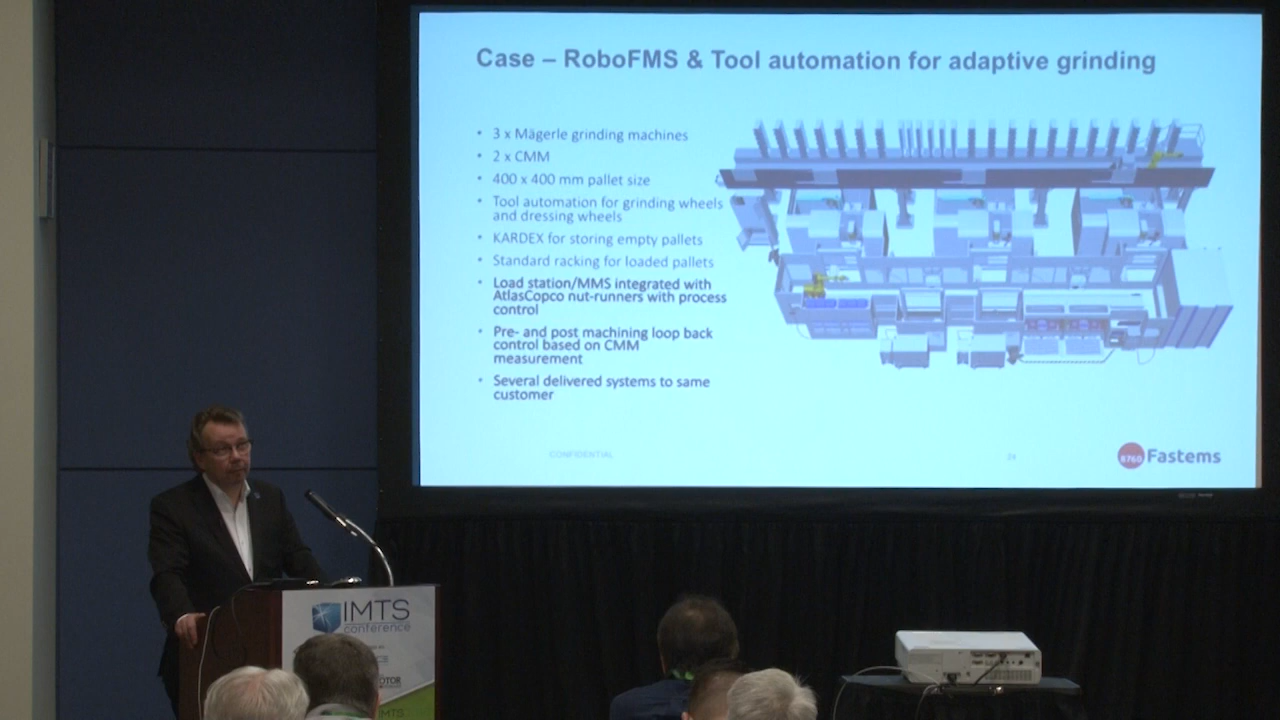 Case – RoboFMS & Tool automation for adaptive grinding
• 3 x Mägerle grinding machines
• 2 x CMM
• 400 x 400 mm pallet size
• Tool automation for grinding wheels
and dressing wheels
• KARDEX for storing empty pallets
• Standard racking for loaded pallets
• Load station/MMS integrated with
AtlasCopco nut-runners with process
control
• Pre- and post machining loop back
control based on CMM
measurement
• Several delivered systems to same
customer
CONFIDENTIAL
24
8760 Fastems
IMTS
conference
IMTS